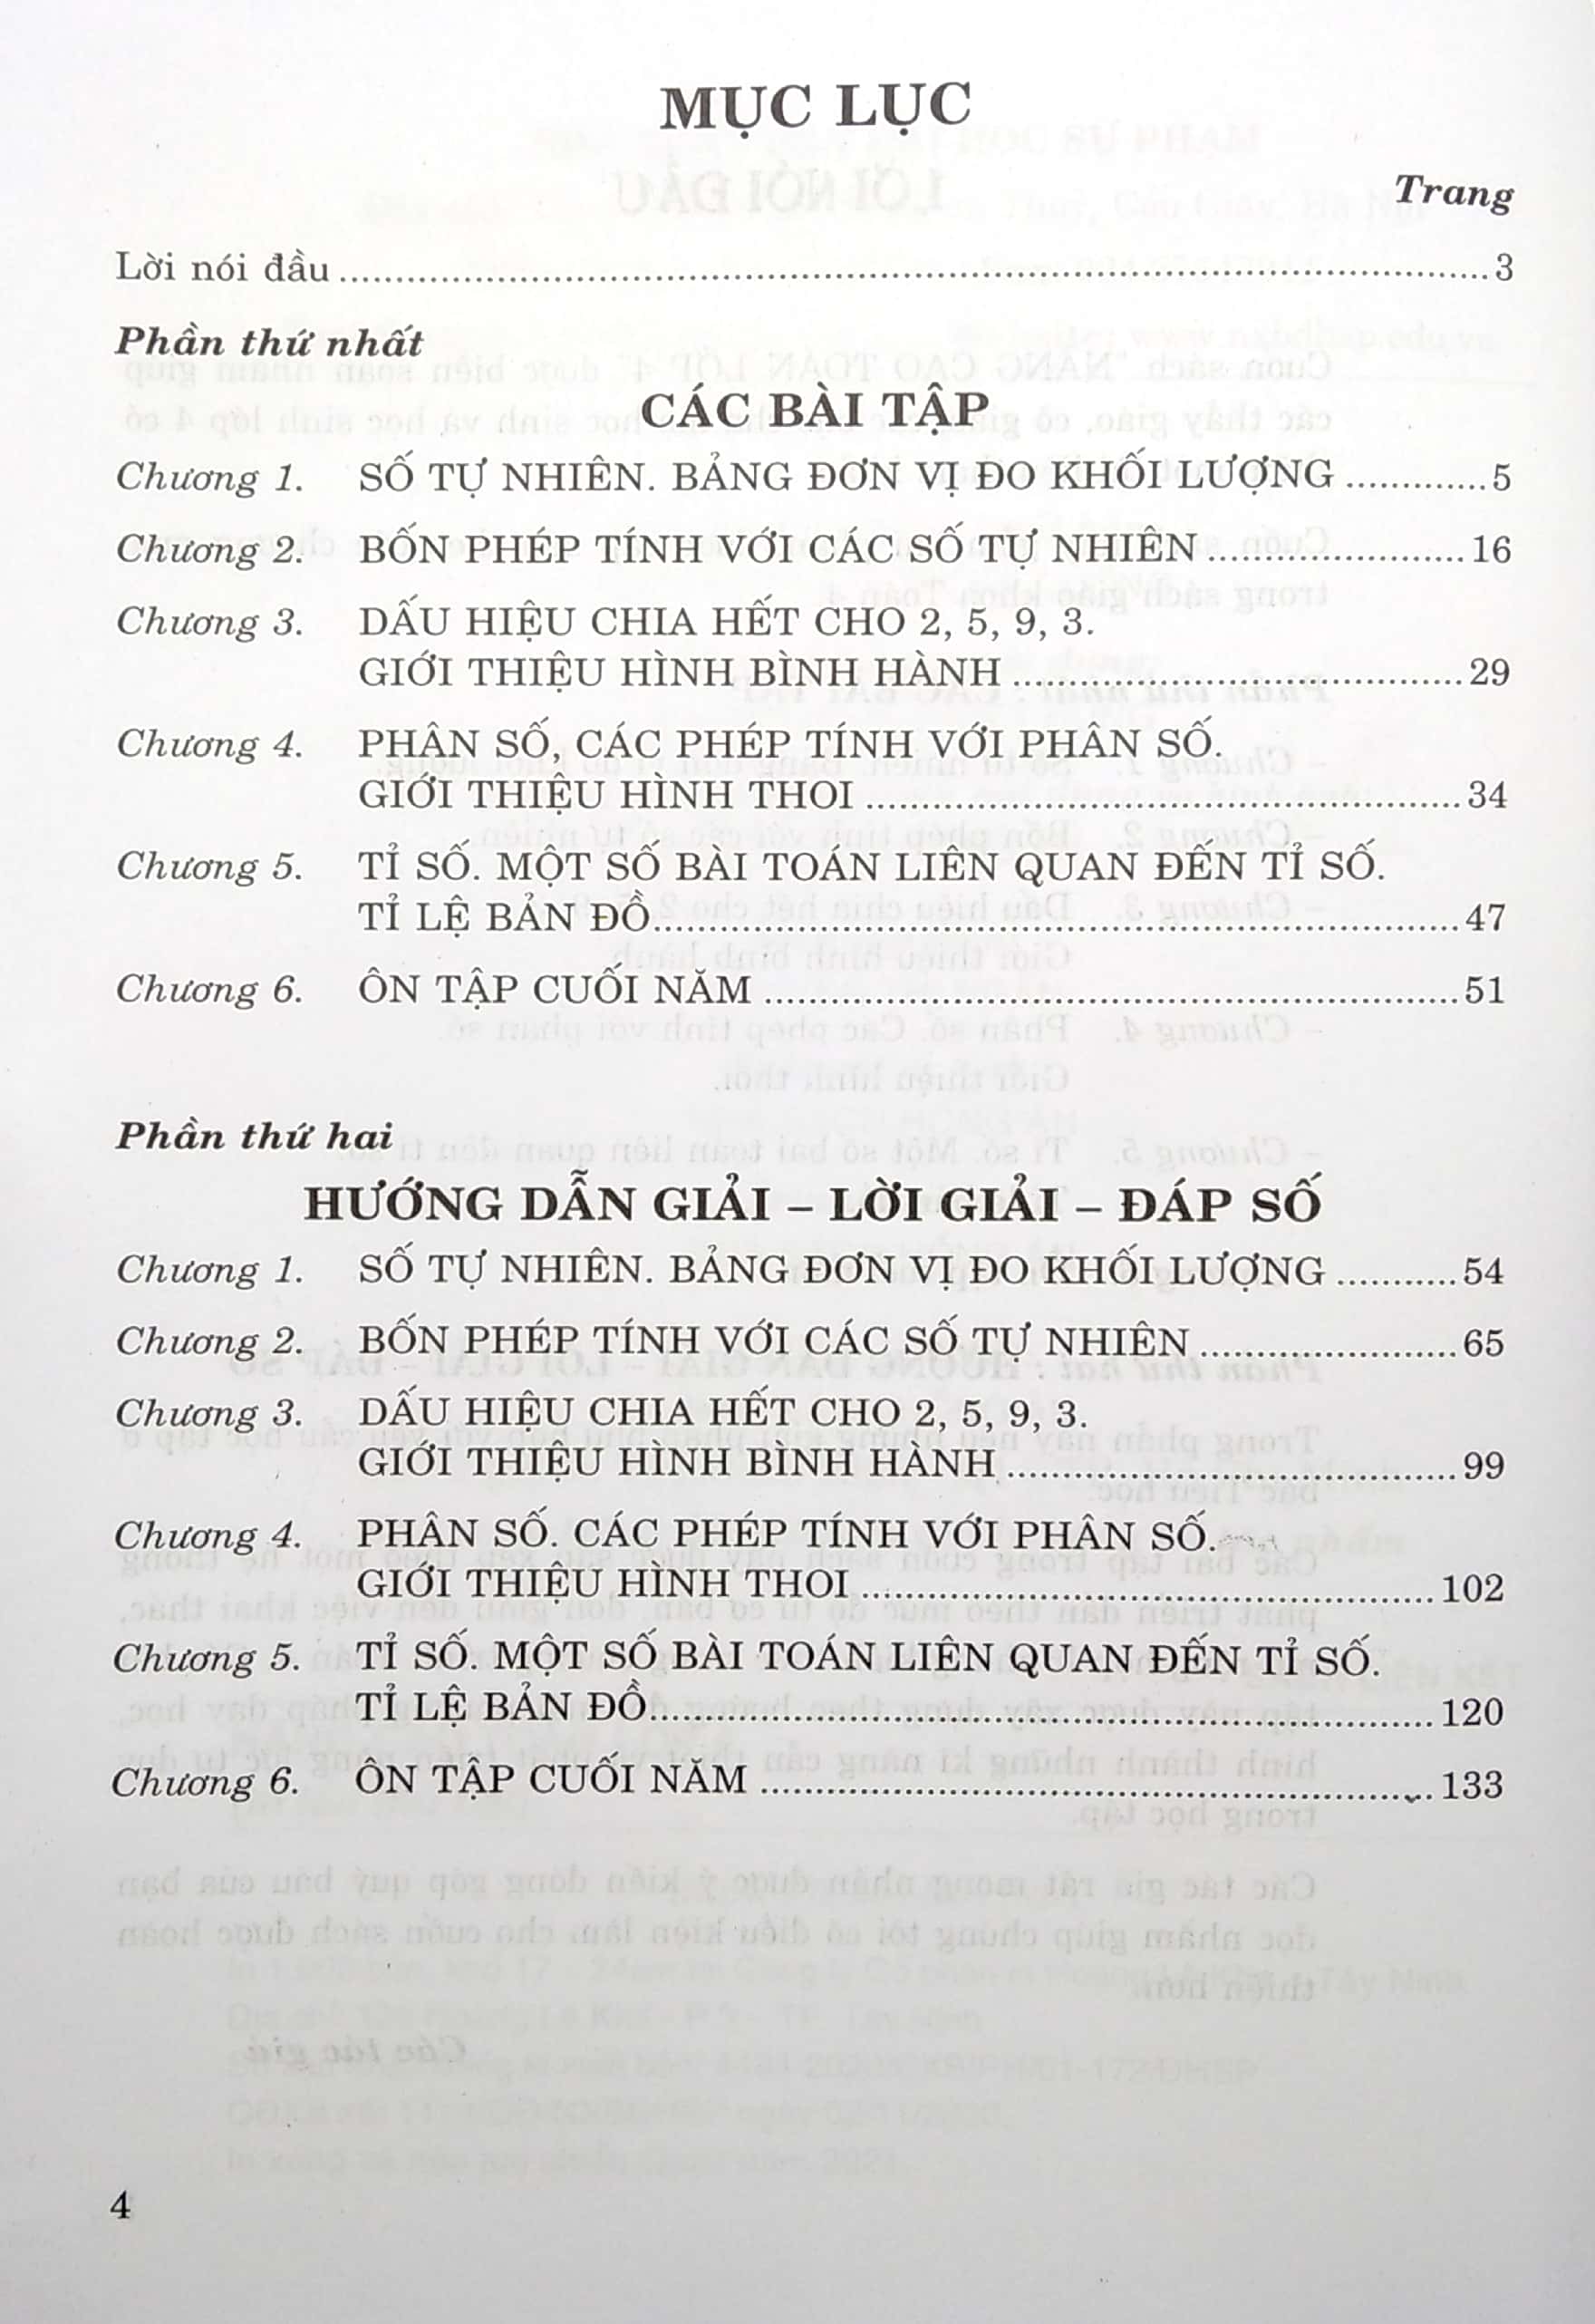 MỤC LỤC
Trang
Lời nói đầu ........ 3
Phần thứ nhất
CÁC BÀI TẬP
Chương 1. SỐ TỰ NHIÊN. BẢNG ĐƠN VỊ ĐO KHỐI LƯỢNG ........ 5
Chương 2. BỐN PHÉP TÍNH VỚI CÁC SỐ TỰ NHIÊN ........ 16
Chương 3. DẤU HIỆU CHIA HẾT CHO 2, 5, 9, 3.
GIỚI THIỆU HÌNH BÌNH HÀNH ........ 29
Chương 4. PHÂN SỐ, CÁC PHÉP TÍNH VỚI PHÂN SỐ.
GIỚI THIỆU HÌNH THOI ........ 34
Chương 5. TỈ SỐ. MỘT SỐ BÀI TOÁN LIÊN QUAN ĐẾN TỈ SỐ.
TỈ LỆ BẢN ĐỒ ........ 47
Chương 6. ÔN TẬP CUỐI NĂM ........ 51
Phần thứ hai
HƯỚNG DẪN GIẢI – LỜI GIẢI – ĐÁP SỐ
Chương 1. SỐ TỰ NHIÊN. BẢNG ĐƠN VỊ ĐO KHỐI LƯỢNG ........ 54
Chương 2. BỐN PHÉP TÍNH VỚI CÁC SỐ TỰ NHIÊN ........ 65
Chương 3. DẤU HIỆU CHIA HẾT CHO 2, 5, 9, 3.
GIỚI THIỆU HÌNH BÌNH HÀNH ........ 99
Chương 4. PHÂN SỐ. CÁC PHÉP TÍNH VỚI PHÂN SỐ.
GIỚI THIỆU HÌNH THOI ........ 102
Chương 5. TỈ SỐ. MỘT SỐ BÀI TOÁN LIÊN QUAN ĐẾN TỈ SỐ.
TỈ LỆ BẢN ĐỒ ........ 120
Chương 6. ÔN TẬP CUỐI NĂM ........ 133
4